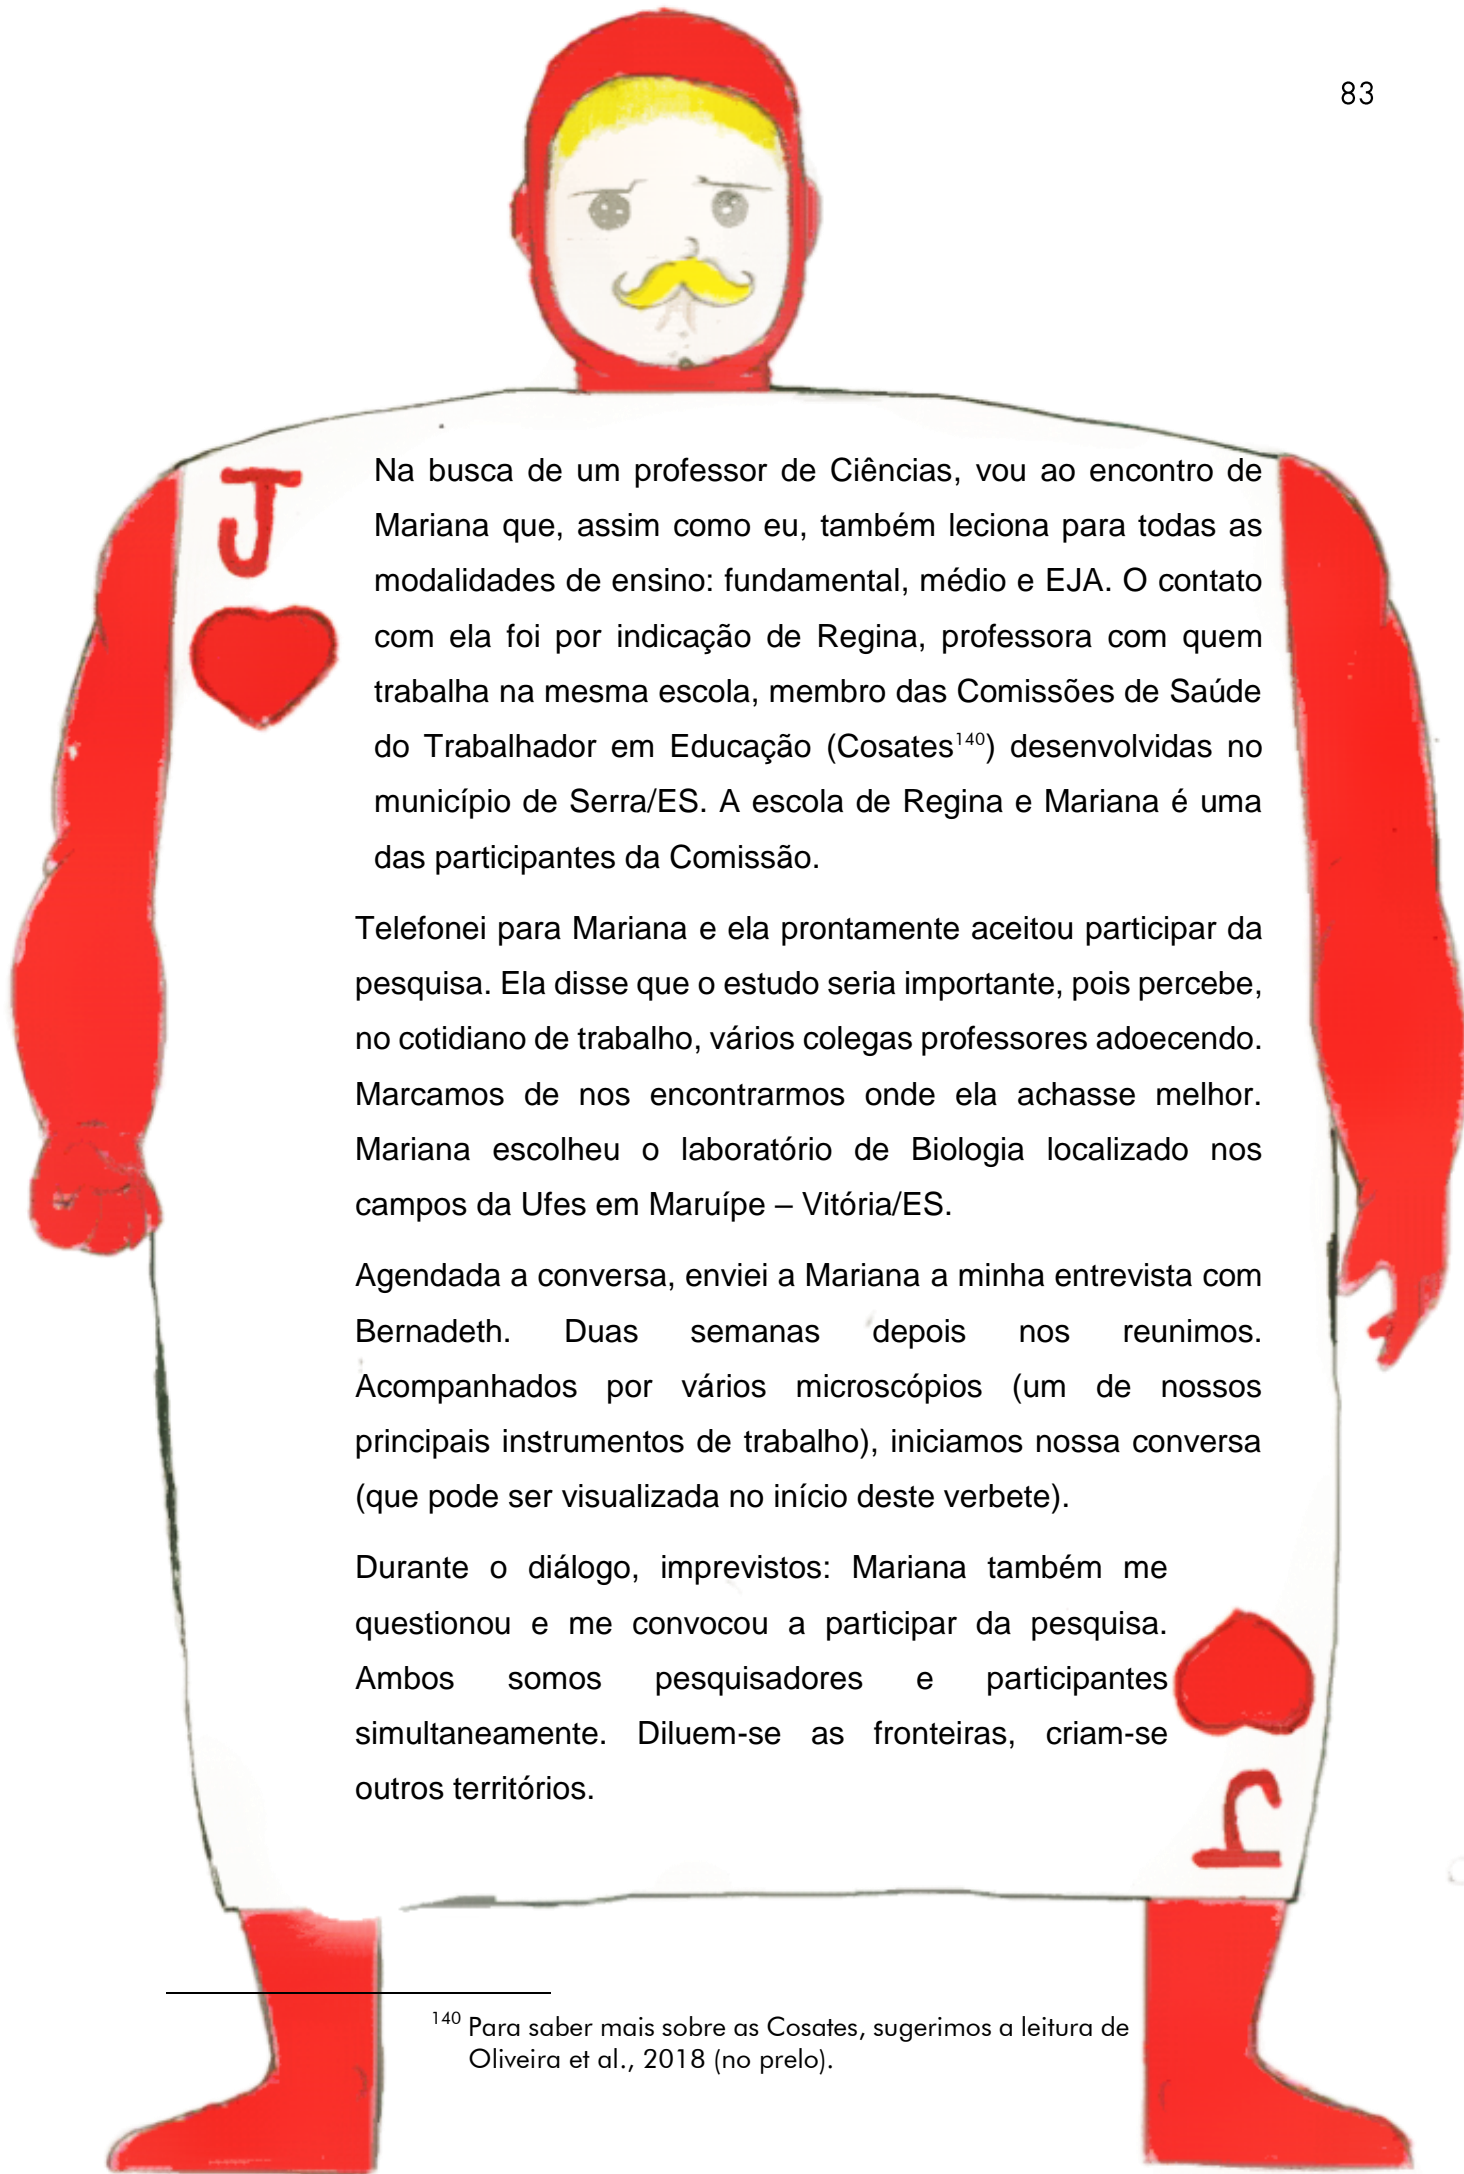 83
J
Na busca de um professor de Ciências, vou ao encontro de
Mariana que, assim como eu, também leciona para todas as
modalidades de ensino: fundamental, médio e EJA. O contato
com ela foi por indicação de Regina, professora com quem
trabalha na mesma escola, membro das Comissões de Saúde
do Trabalhador em Educação (Cosates140) desenvolvidas no
município de Serra/ES. A escola de Regina e Mariana é uma
das participantes da Comissão.
Telefonei para Mariana e ela prontamente aceitou participar da
pesquisa. Ela disse que o estudo seria importante, pois percebe,
no cotidiano de trabalho, vários colegas professores adoecendo.
Marcamos de nos encontrarmos onde ela achasse melhor.
Mariana escolheu o laboratório de Biologia localizado nos
campos da Ufes em Maruípe – Vitória/ES.
Agendada a conversa, enviei a Mariana a minha entrevista com
Bernadeth. Duas semanas depois nos reunimos.
Acompanhados por vários microscópios (um de nossos
principais instrumentos de trabalho), iniciamos nossa conversa
(que pode ser visualizada no início deste verbete).
Durante o diálogo, imprevistos: Mariana também me
questionou e me convocou a participar da pesquisa.
Ambos somos pesquisadores e participantes
simultaneamente. Diluem-se as fronteiras, criam-se
outros territórios.
J
140 Para saber mais sobre as Cosates, sugerimos a leitura de
Oliveira et al., 2018 (no prelo).